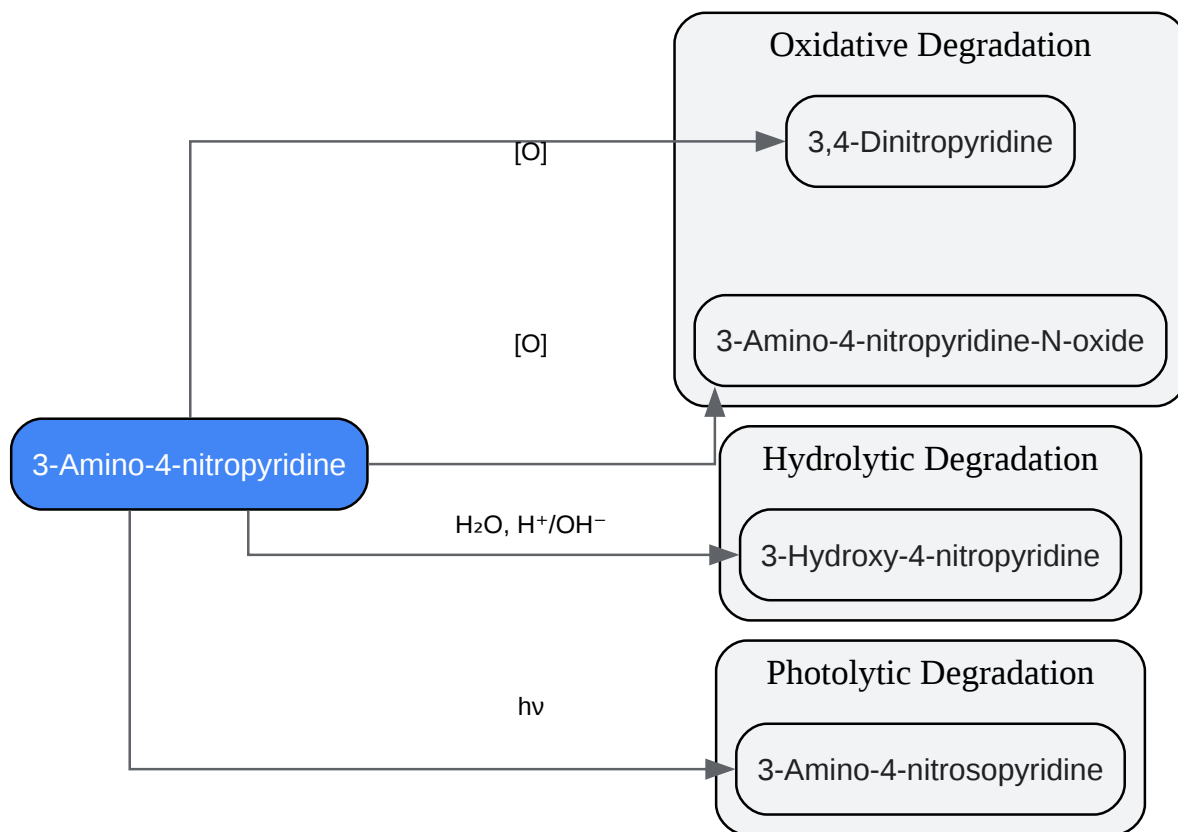 Oxidative Degradation
3,4-Dinitropyridine
[O]
[O]
3-Amino-4-nitropyridine-N-oxide
3-Amino-4-nitropyridine
Hydrolytic Degradation
H₂O, H⁺/OH⁻
3-Hydroxy-4-nitropyridine
Photolytic Degradation
hν
3-Amino-4-nitrosopyridine